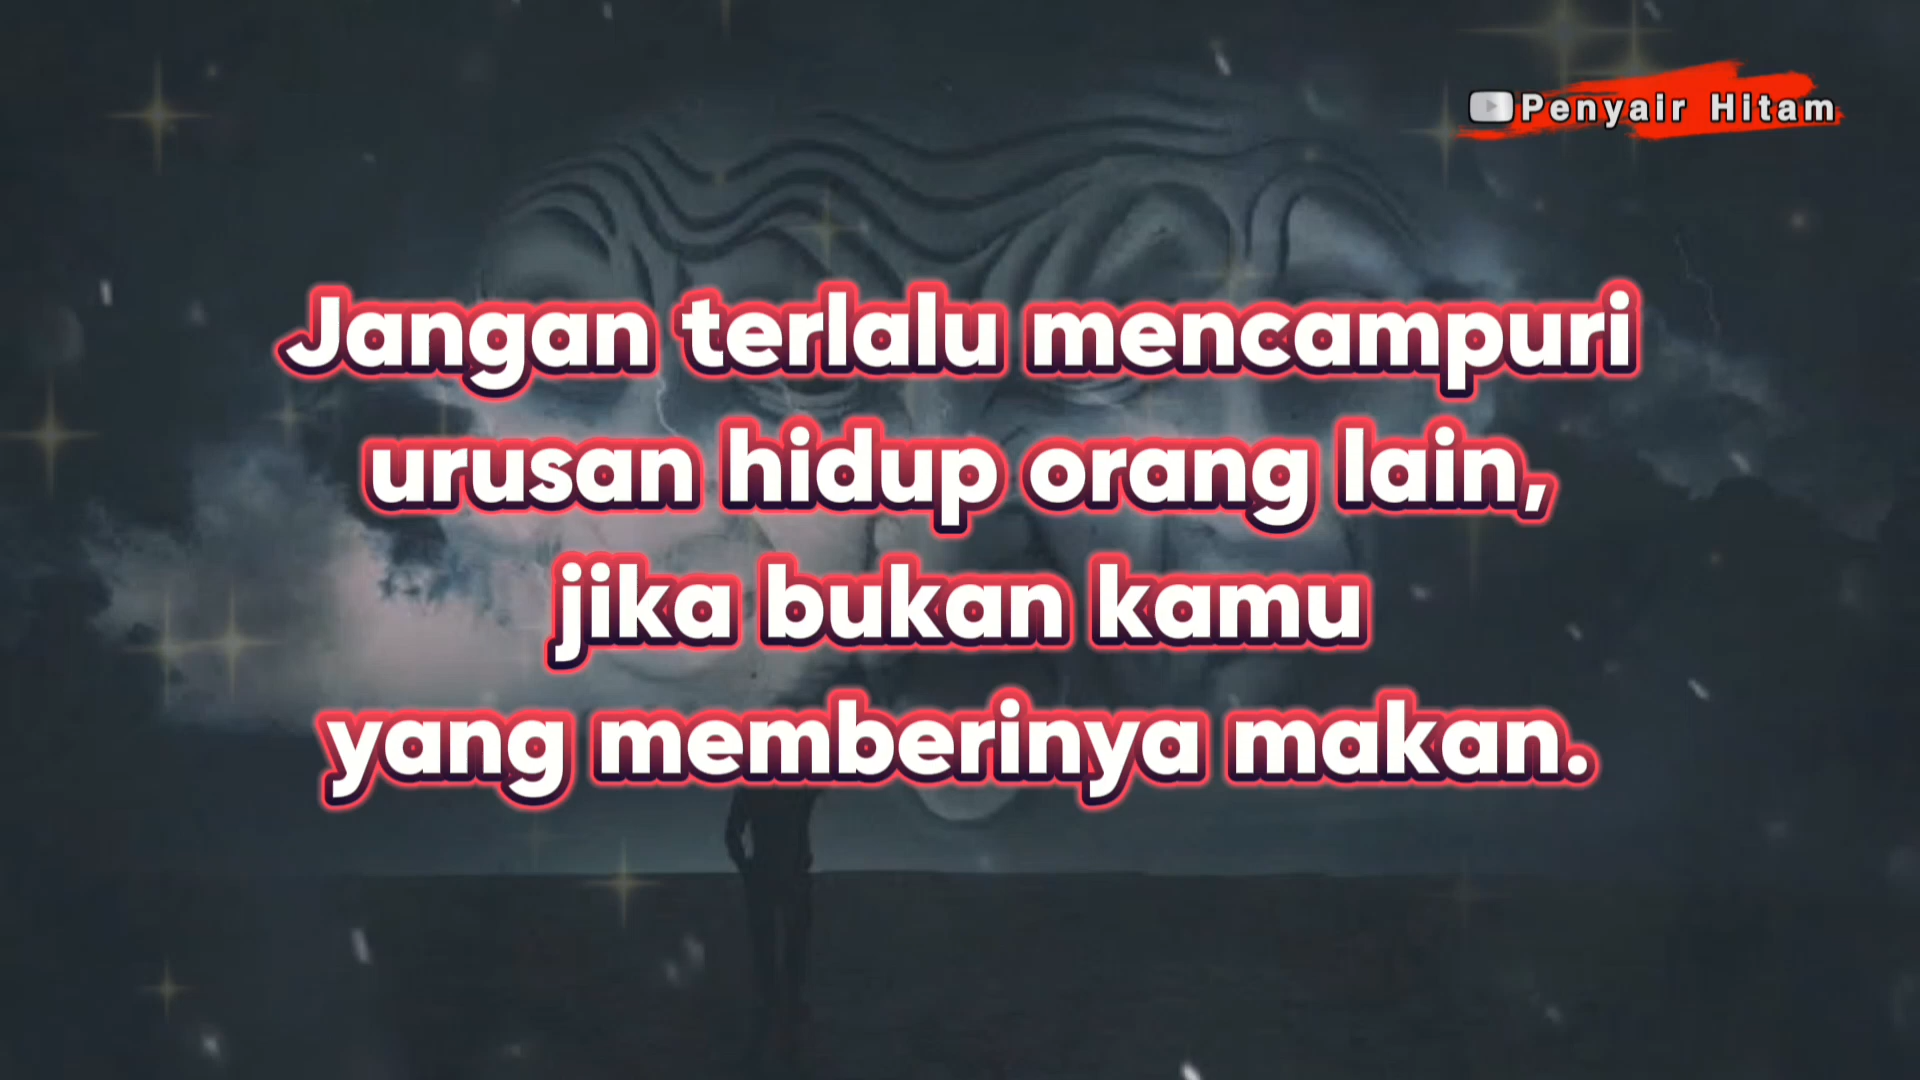 Penyair Hitam
Jangan terlalu mencampuri
urusan hidup orang lain,
jika bukan kamu
yang memberinya makan.